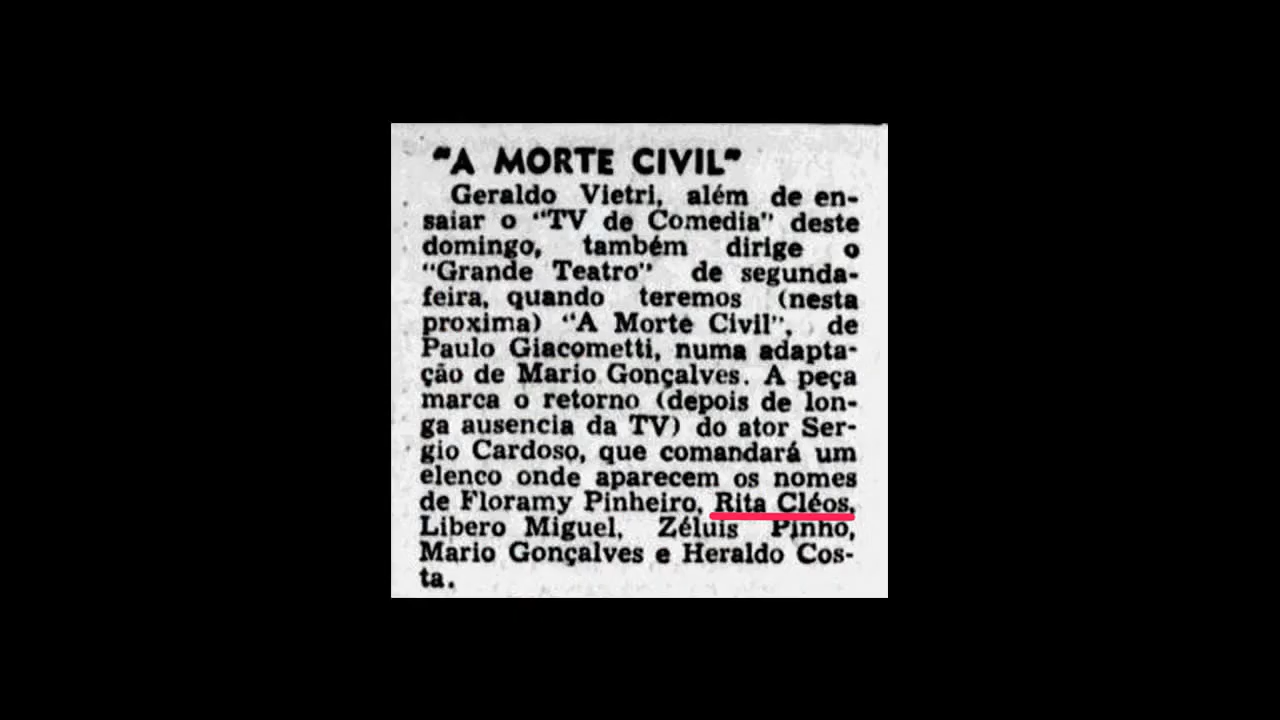 "A MORTE CIVIL"
Geraldo Vietri, além de en-
saiar o "TV de Comedia" deste
domingo, também dirige o
"Grande Teatro" de segunda-
feira, quando teremos (nesta
proxima) "A Morte Civil", de
Paulo Giacometti, numa adapta-
ção de Mario Gonçalves. A peça
marca o retorno (depois de lon-
ga ausencia da TV) do ator Ser-
gio Cardoso, que comandará um
elenco onde aparecem os nomes
de Floramy Pinheiro, Rita Cléos,
Libero Miguel, Zéluis Pinho,
Mario Gonçalves e Heraldo Cos-
ta.